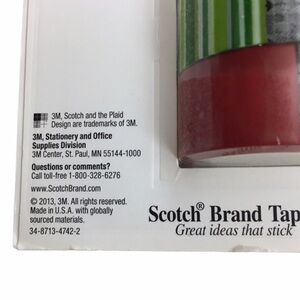 3M, Scotch and the Plaid
Design are trademarks of 3M.
3M, Stationery and Office
Supplies Division
3M Center, St. Paul, MN 55144-1000
Questions or comments?
Call toll-free 1-800-328-6276
www.ScotchBrand.com
© 2013, 3M. All rights reserved.
Made in U.S.A. with globally
sourced materials.
34-8713-4742-2
Scotch® Brand Tap
Great ideas that stick